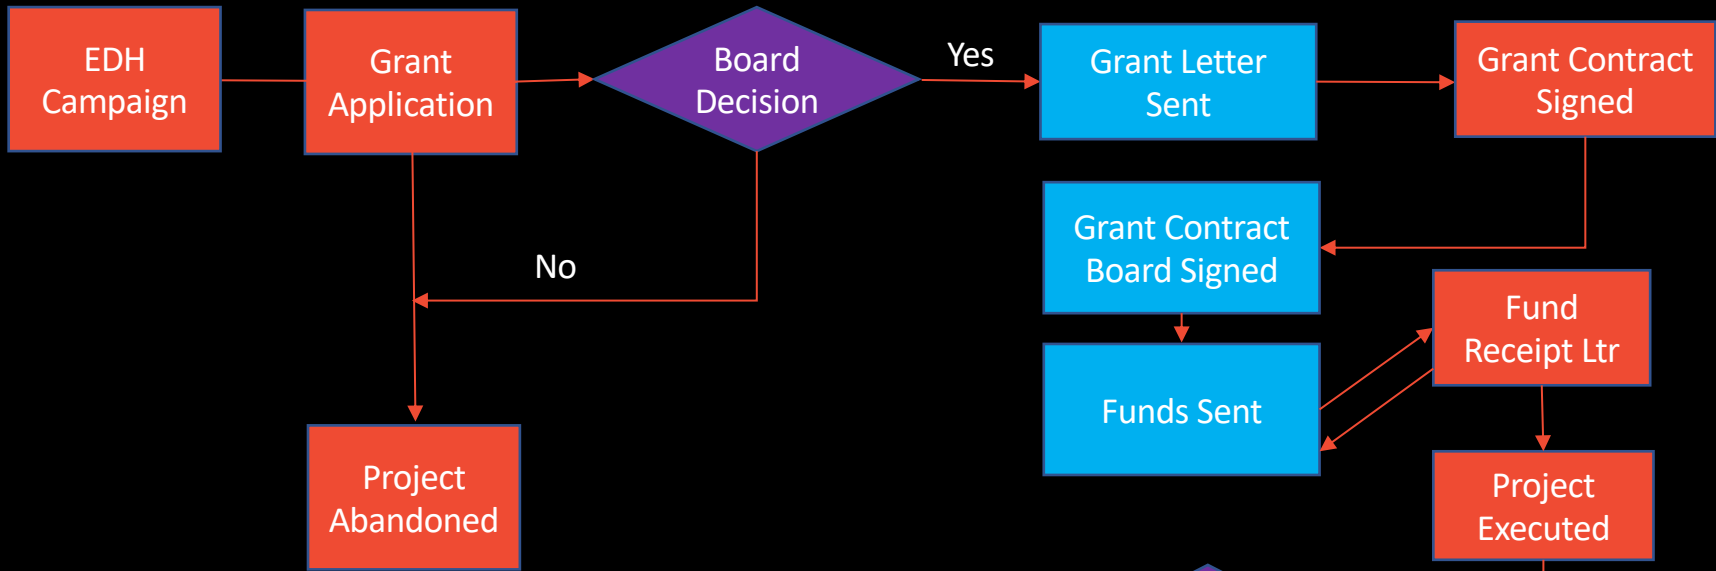 EDH
Campaign
Grant
Application
Board
Decision
Yes
Grant Letter
Sent
Grant Contract
Signed
Grant Contract
Board Signed
No
Fund
Receipt Ltr
Funds Sent
Project
Abandoned
Project
Executed